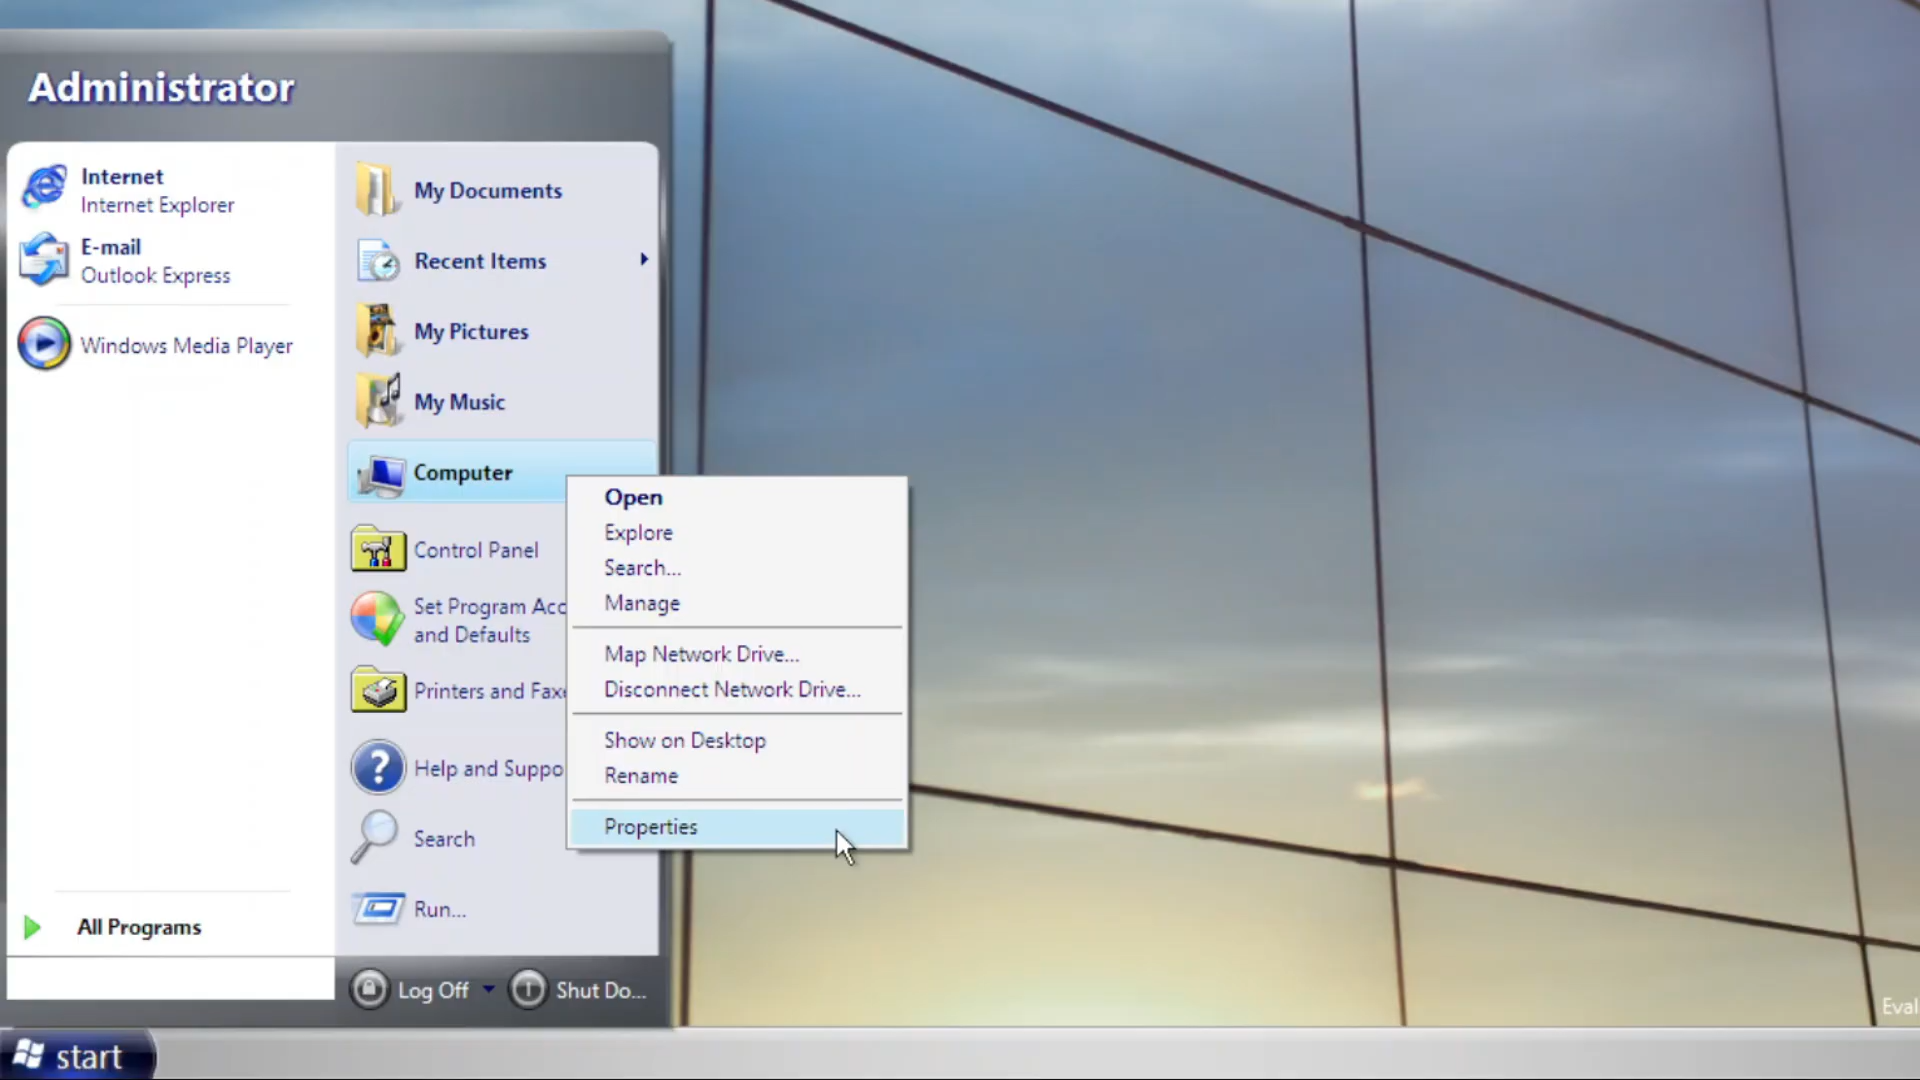 Administrator
Internet
Internet Explorer
E-mail
Outlook Express
Windows Media Player
All Programs
My Documents
Recent Items
My Pictures
My Music
Computer
Control Panel
Set Program Acc
and Defaults
Printers and Faxe
Help and Suppo
Search
Run...
Open
Explore
Search...
Manage
Map Network Drive...
Disconnect Network Drive...
Show on Desktop
Rename
Properties
Log Off
Shut Do...
Eval
start